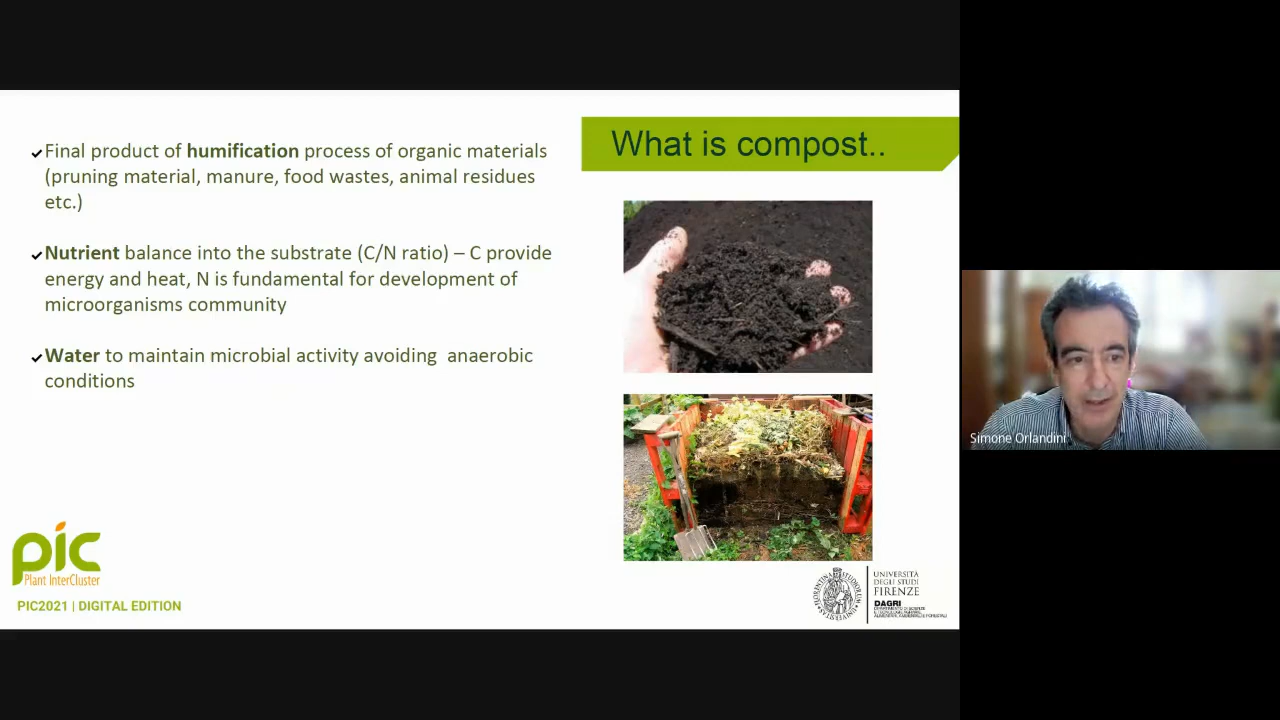 What is compost..
✓Final product of humification process of organic materials
(pruning material, manure, food wastes, animal residues
etc.)
✓Nutrient balance into the substrate (C/N ratio) – C provide
energy and heat, N is fundamental for development of
microorganisms community
✓Water to maintain microbial activity avoiding  anaerobic
conditions
Simone Orlandini
pic
Plant InterCluster
PIC2021 | DIGITAL EDITION
UNIVERSITÀ
DEGLI STUDI
FIRENZE
DAGRI